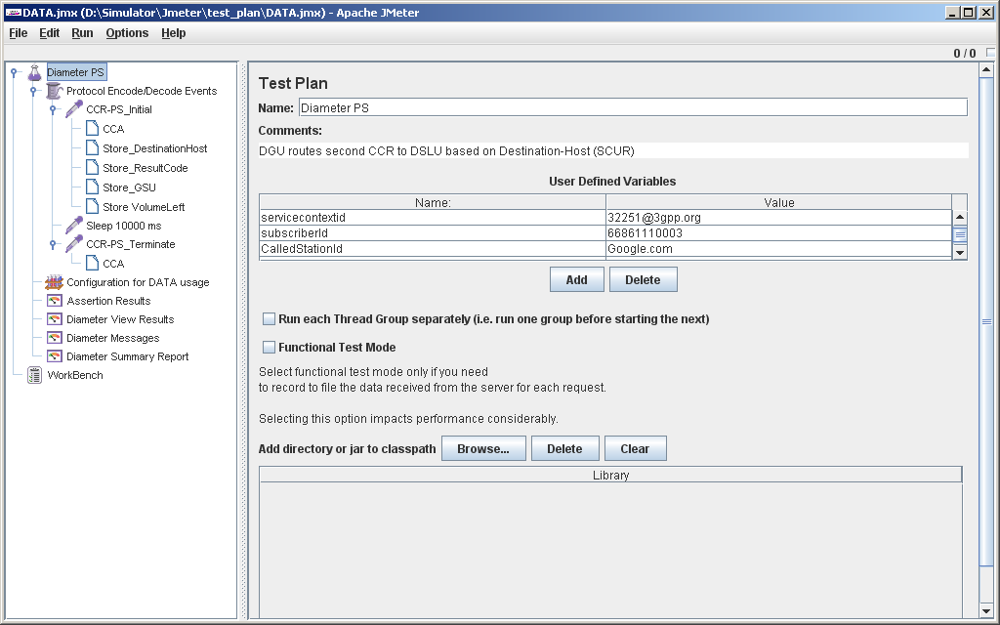 DATA.jmx (D:\Simulator\Jmeter\test_plan\DATA.jmx) - Apache JMeter
File Edit Run Options Help
0 / 0
Diameter PS
Protocol Encode/Decode Events
CCR-PS_Initial
CCA
Store_DestinationHost
Store_ResultCode
Store_GSU
Store VolumeLeft
Sleep 10000 ms
CCR-PS_Terminate
CCA
Configuration for DATA usage
Assertion Results
Diameter View Results
Diameter Messages
Diameter Summary Report
WorkBench
Test Plan
Name: Diameter PS
Comments:
DGU routes second CCR to DSLU based on Destination-Host (SCUR)
User Defined Variables
Name: Value
servicecontextid 32251@3gpp.org
subscriberId 66861110003
CalledStationId Google.com
Add Delete
Run each Thread Group separately (i.e. run one group before starting the next)
Functional Test Mode
Select functional test mode only if you need
to record to file the data received from the server for each request.
Selecting this option impacts performance considerably.
Add directory or jar to classpath Browse... Delete Clear
Library